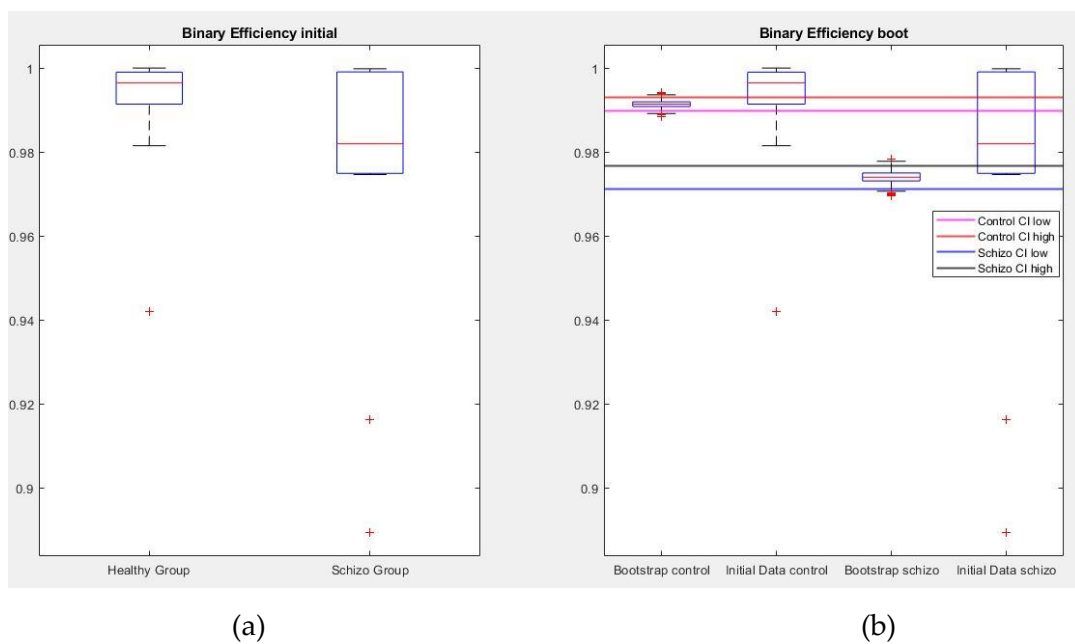 Binary Efficiency initial
1
0.98
0.96
0.94
0.92
0.9
Healthy Group
Schizo Group
(a)
Binary Efficiency boot
1
0.98
0.96
0.94
0.92
0.9
Control CI low
Control CI high
Schizo CI low
Schizo CI high
Bootstrap control
Initial Data control
Bootstrap schizo
Initial Data schizo
(b)